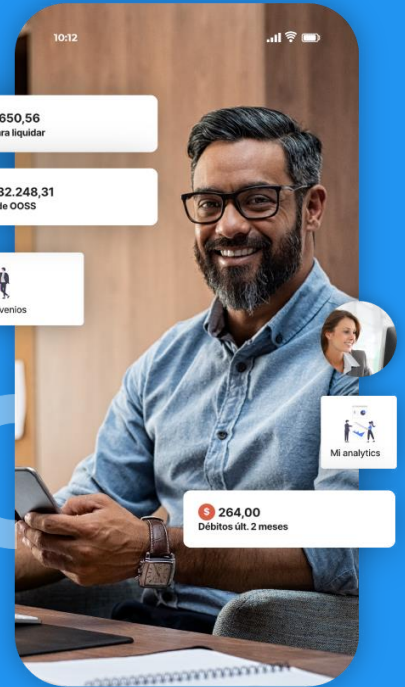 10:12
650,56
ra liquidar
32.248,31
de OOSS
venios
Mi analytics
$ 264,00
Débitos últ. 2 meses